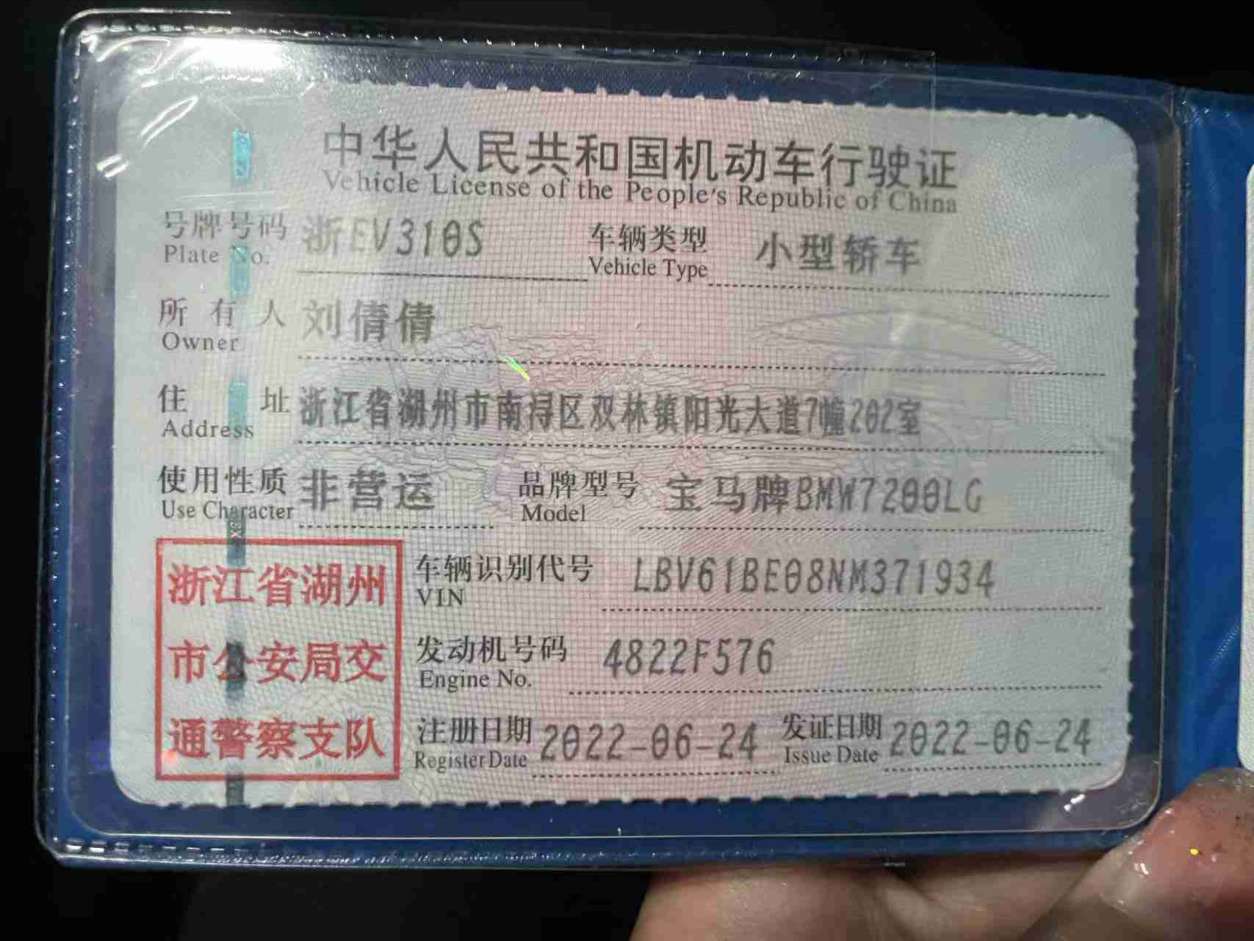 中华人民共和国机动车行驶证
Vehicle License of the People's Republic of China
号牌号码 浙EV310S 车辆类型 小型轿车
Plate No. Vehicle Type
所有人 刘倩倩
Owner
住址 浙江省湖州市南浔区双林镇阳光大道7幢202室
Address
使用性质 非营运 品牌型号 宝马牌BMW7200LG
Use Character Model
浙江省湖州
市公安局交
通警察支队
车辆识别代号 LBV61BE08NM371934
VIN
发动机号码 4822F576
Engine No.
注册日期 2022-06-24 发证日期 2022-06-24
Register Date Issue Date